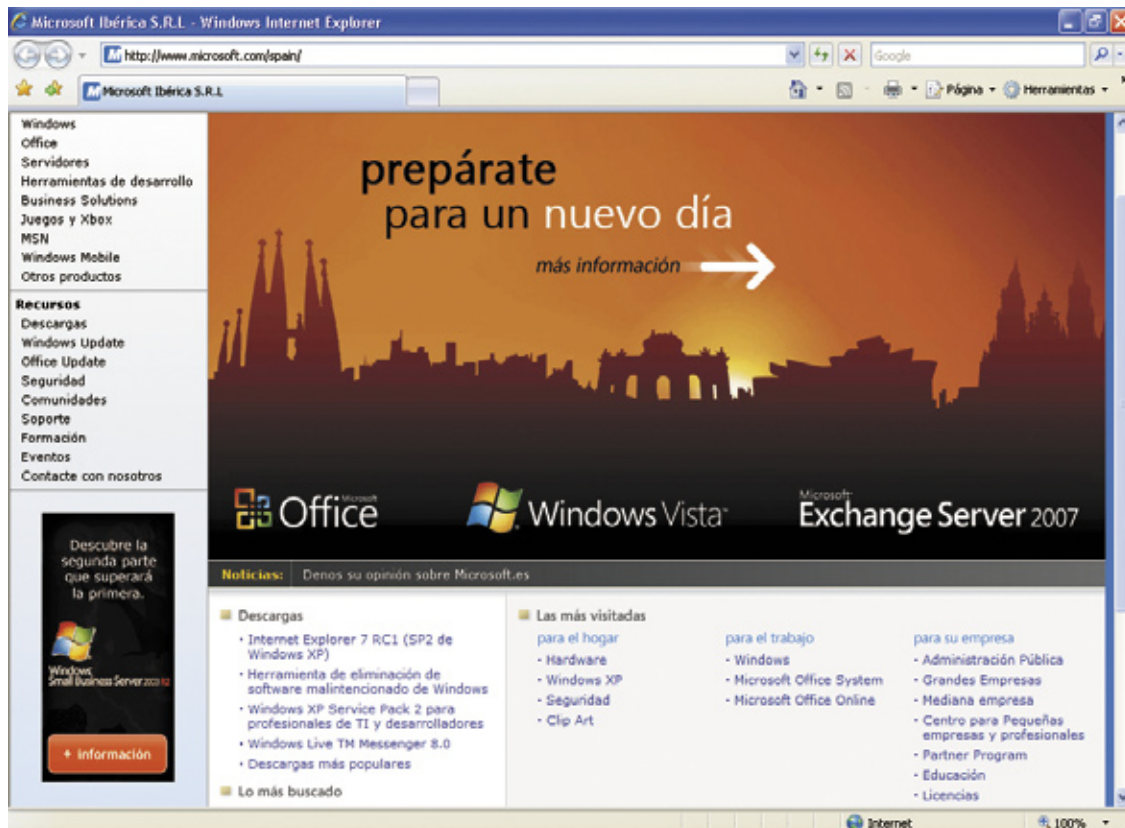 Microsoft Ibérica S.R.L - Windows Internet Explorer
http://www.microsoft.com/spain/
Google
Microsoft Ibérica S.R.L
Página
Herramientas
Windows
Office
Servidores
Herramientas de desarrollo
Business Solutions
Juegos y Xbox
MSN
Windows Mobile
Otros productos
Recursos
Descargas
Windows Update
Office Update
Seguridad
Comunidades
Soporte
Formación
Eventos
Contacte con nosotros
Descubre la
segunda parte
que superará
la primera.
Windows
Small Business Server 2003 R2
+ información
prepárate
para un nuevo día
más información
Microsoft
Office
Windows Vista
Microsoft
Exchange Server 2007
Noticias: Denos su opinión sobre Microsoft.es
Descargas
· Internet Explorer 7 RC1 (SP2 de
Windows XP)
· Herramienta de eliminación de
software malintencionado de Windows
· Windows XP Service Pack 2 para
profesionales de TI y desarrolladores
· Windows Live TM Messenger 8.0
· Descargas más populares
Lo más buscado
Las más visitadas
para el hogar
- Hardware
- Windows XP
- Seguridad
- Clip Art
para el trabajo
- Windows
- Microsoft Office System
- Microsoft Office Online
para su empresa
- Administración Pública
- Grandes Empresas
- Mediana empresa
- Centro para Pequeñas
empresas y profesionales
- Partner Program
- Educación
- Licencias
Internet
100%